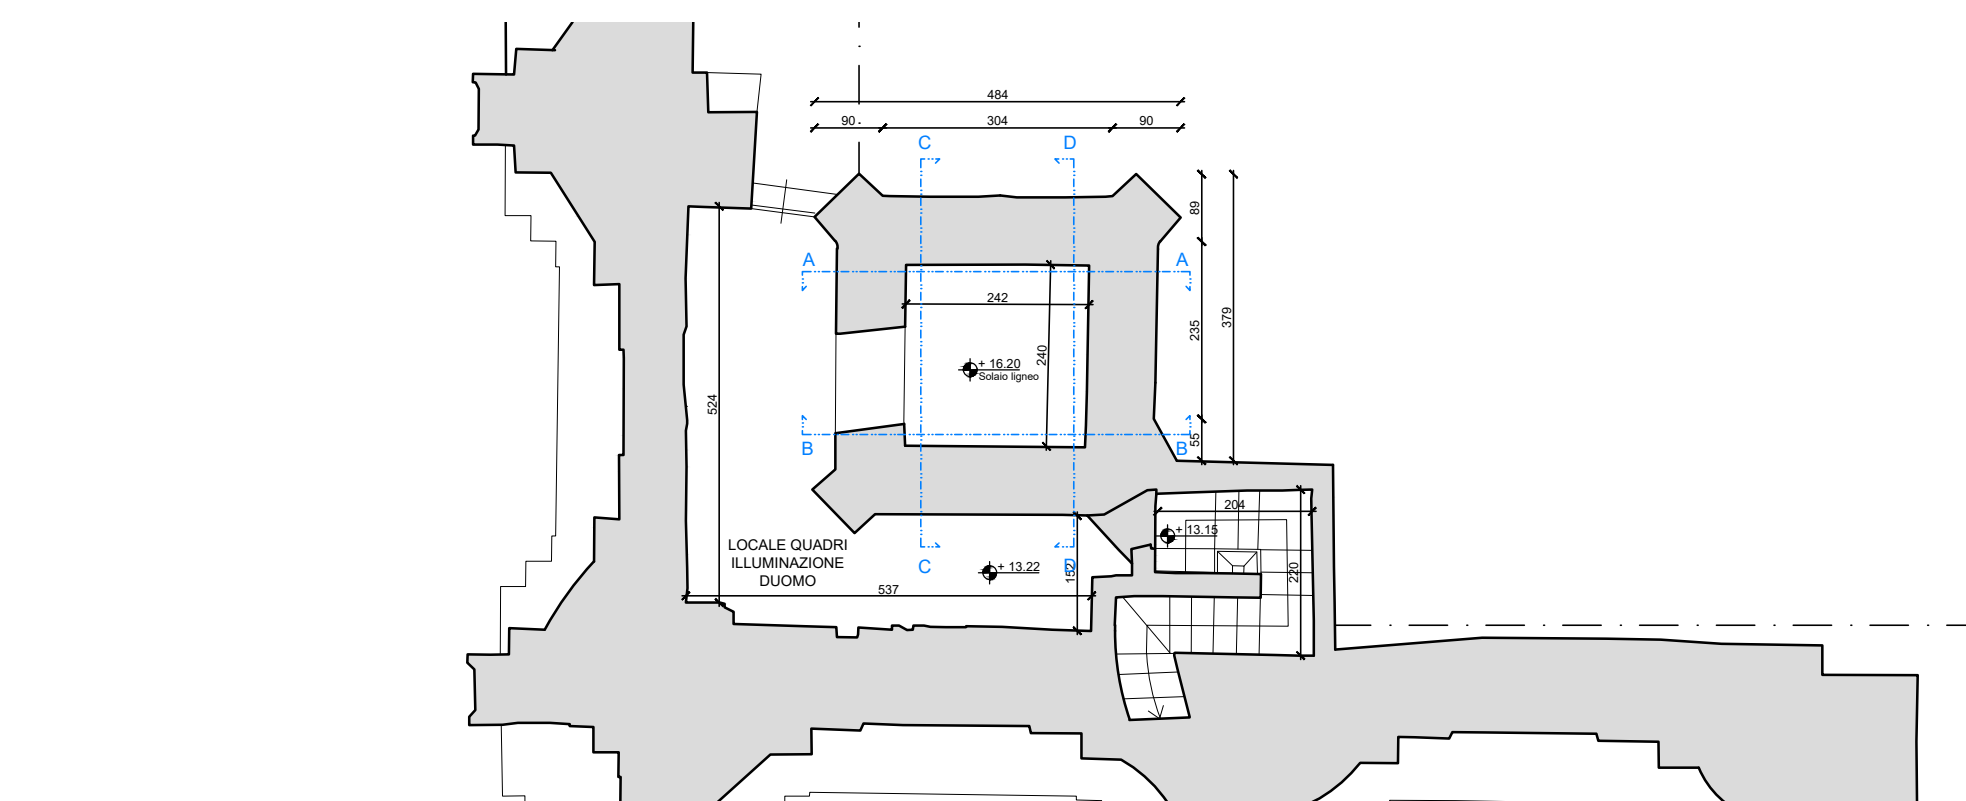 484
90
304
90
C
D
89
A
A
242
235
379
240
+ 16.20
Solaio ligneo
524
B
B
55
204
+ 13.15
LOCALE QUADRI
ILLUMINAZIONE
DUOMO
C
D
+ 13.22
152
220
537